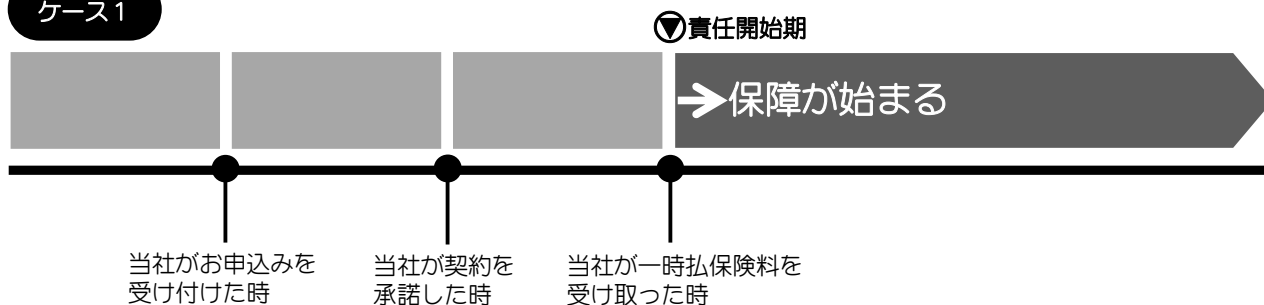 ケース1
責任開始期
保障が始まる
当社がお申込みを
受け付けた時
当社が契約を
承諾した時
当社が一時払保険料を
受け取った時